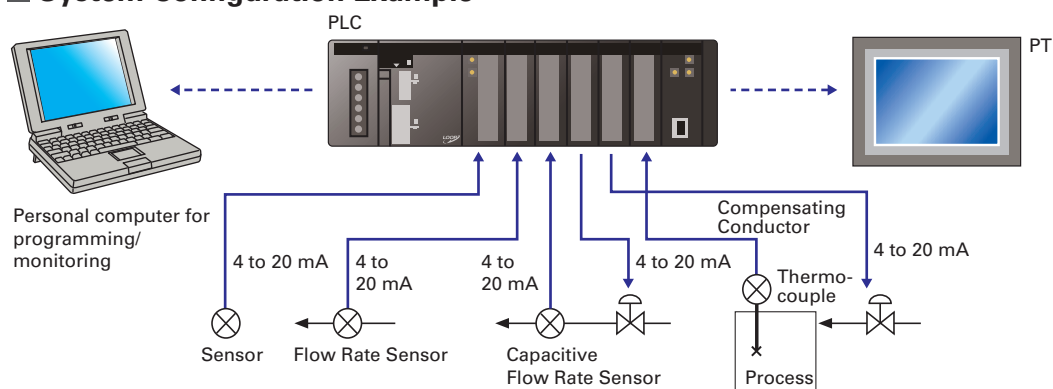 System Configuration Example
PLC
PT
LOOP
Personal computer for
programming/
monitoring
Compensating
Conductor
4 to 20 mA
4 to
20 mA
4 to
20 mA
4 to 20 mA
4 to 20 mA
Thermo-
couple
Sensor
Flow Rate Sensor
Capacitive
Flow Rate Sensor
Process